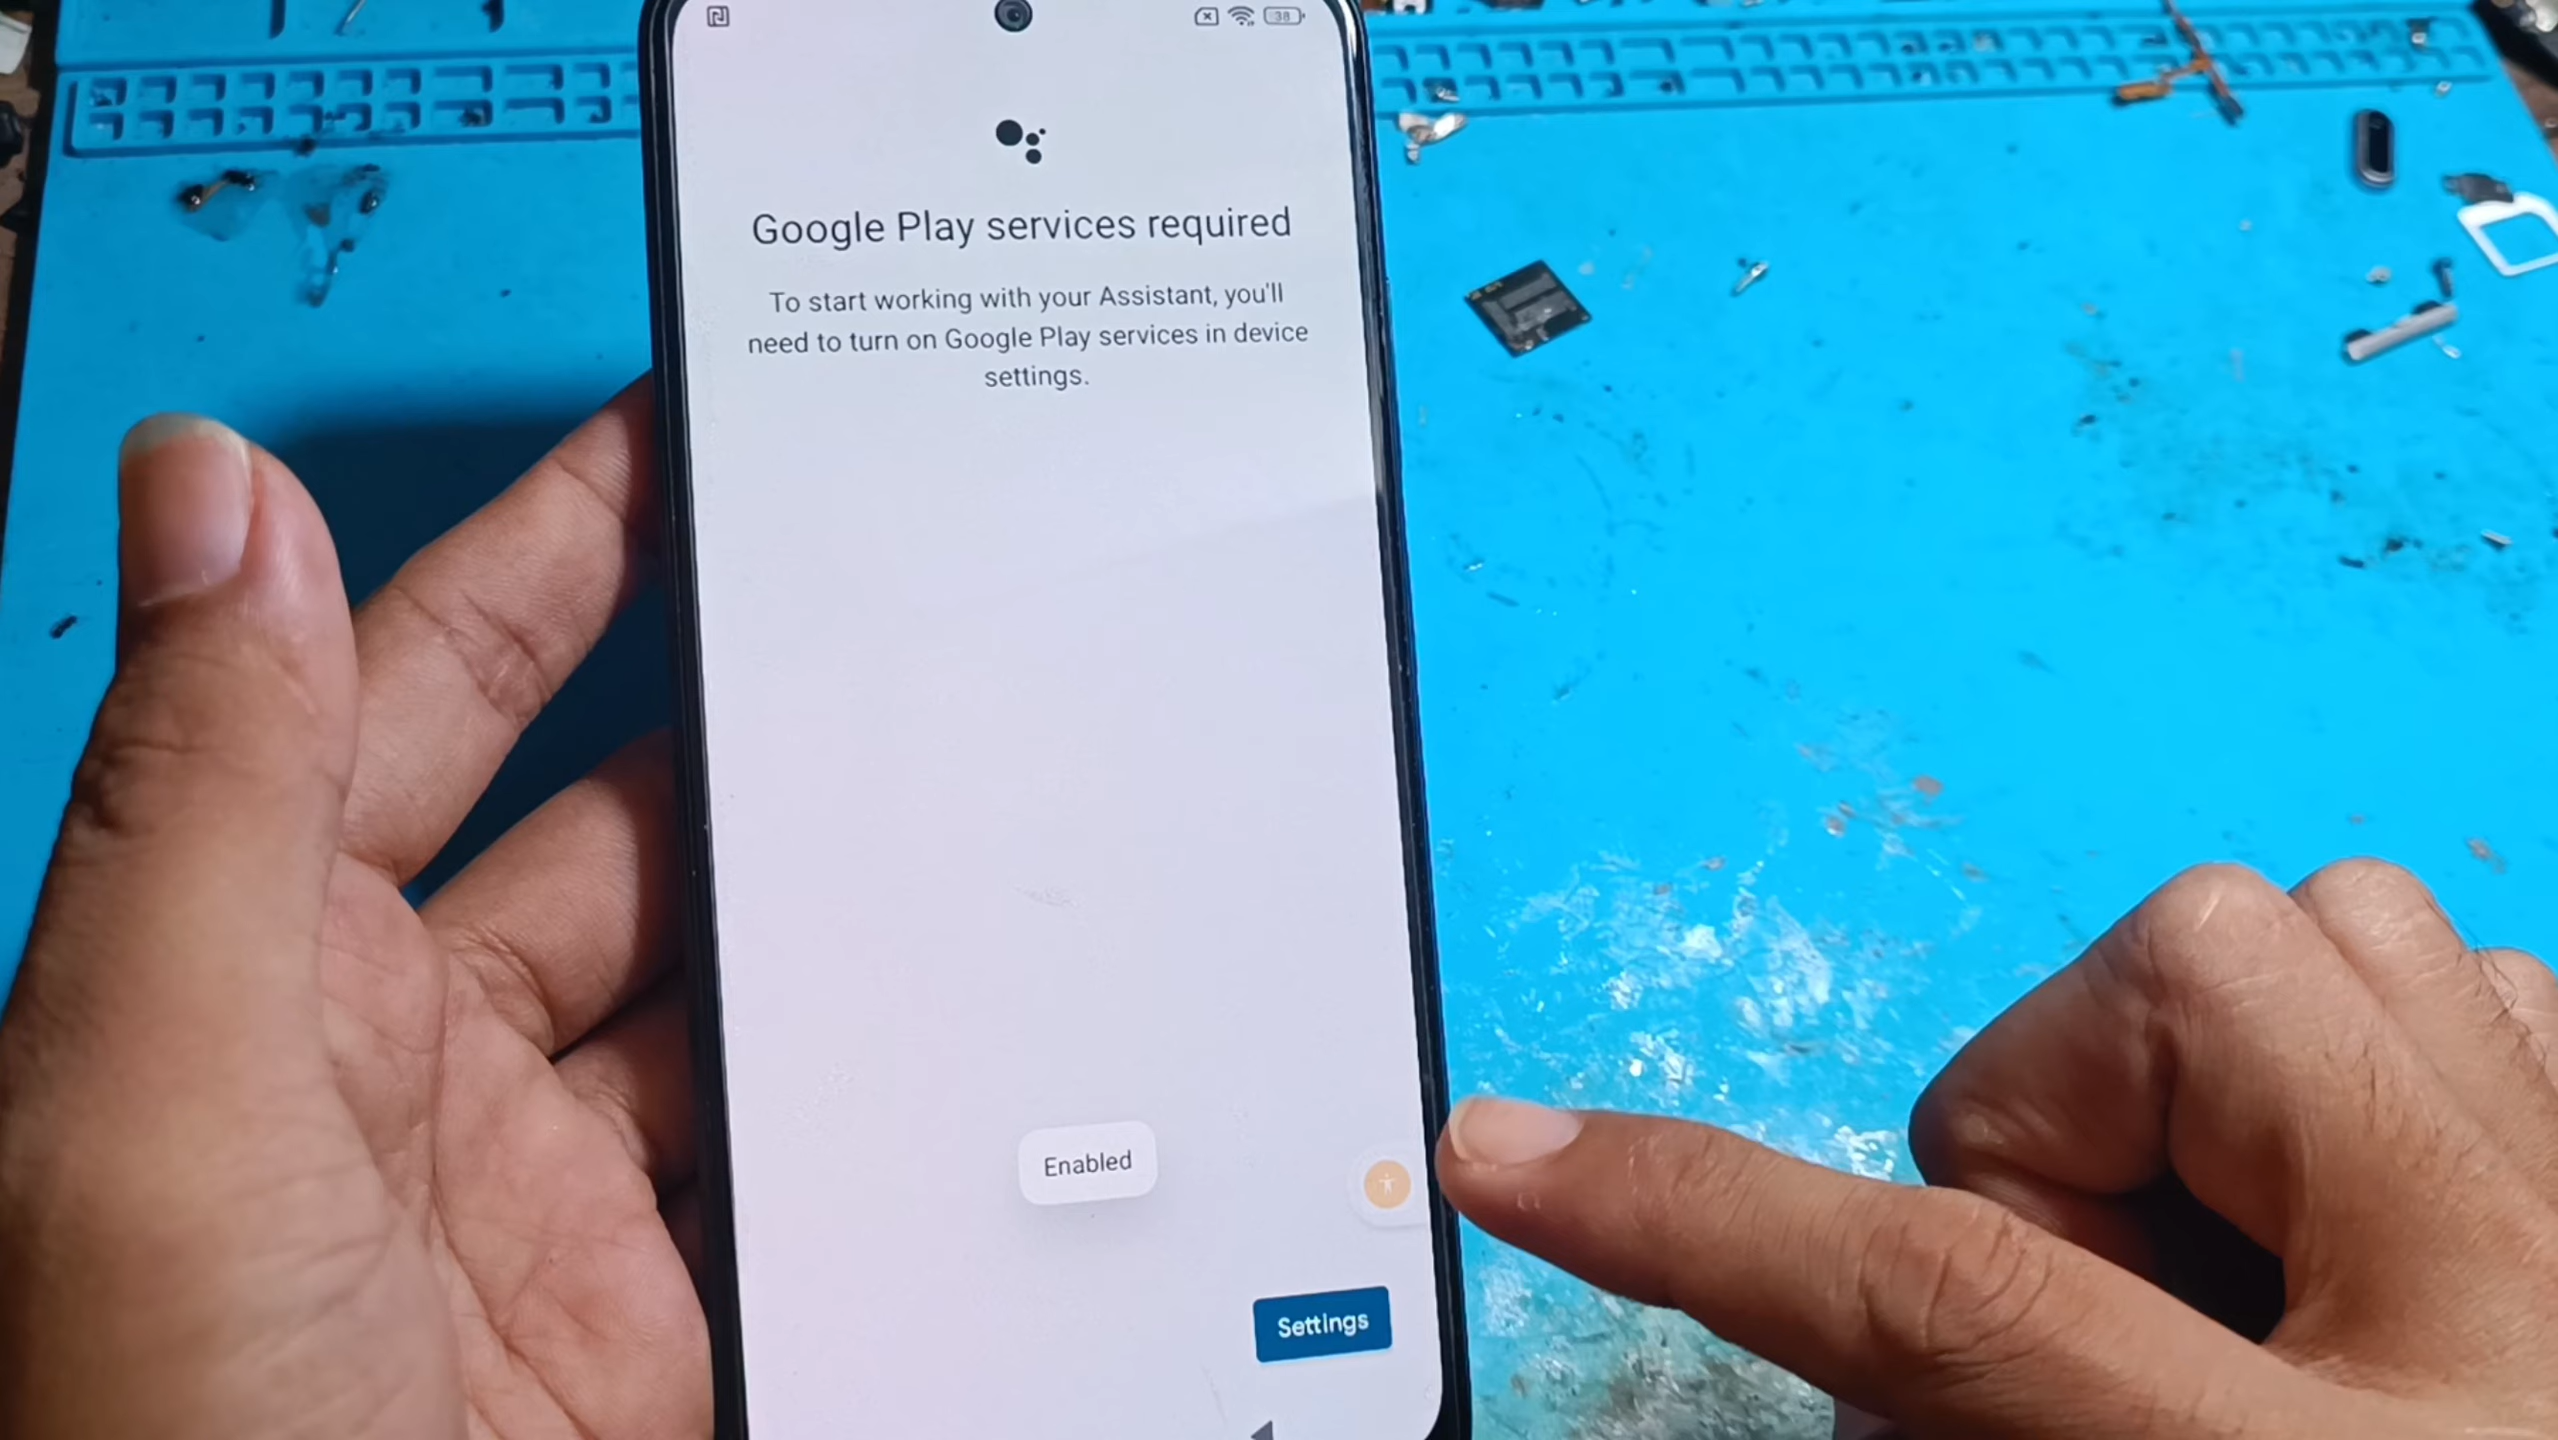 38
Google Play services required
To start working with your Assistant, you'll
need to turn on Google Play services in device
settings.
Enabled
Settings